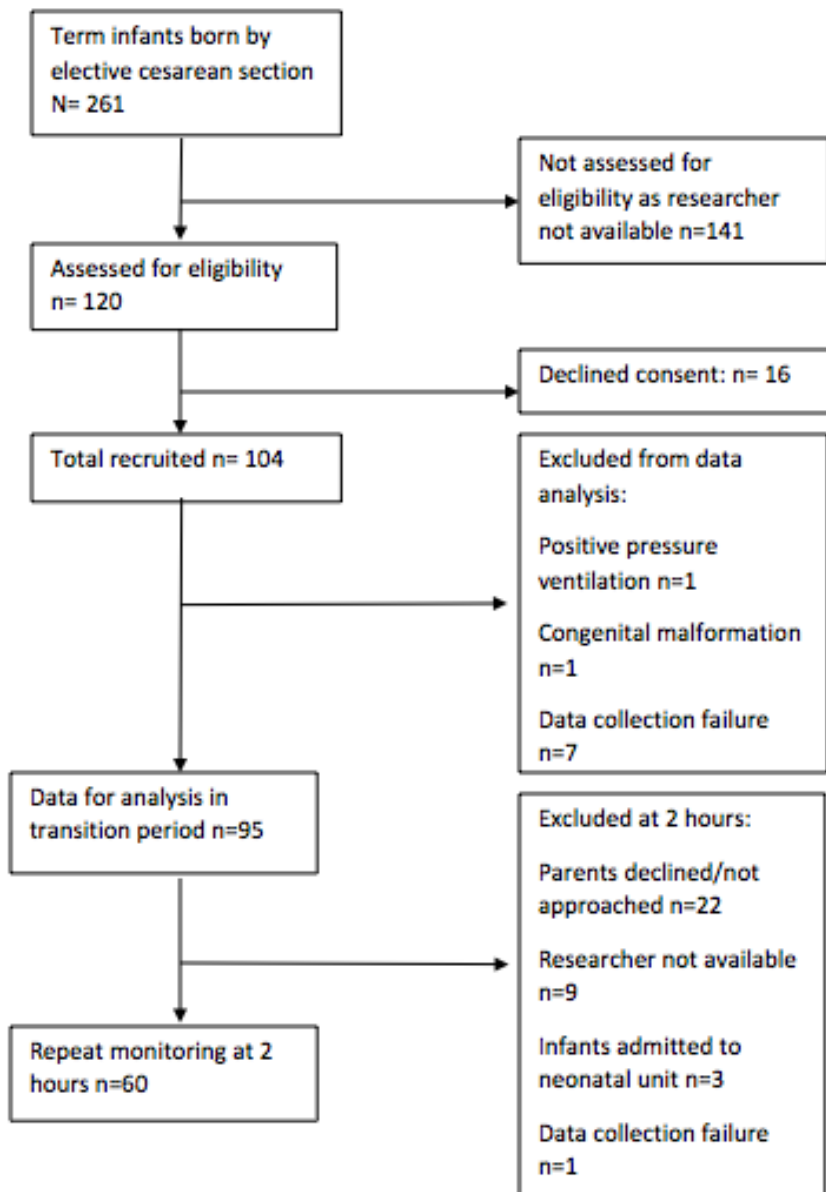 Term infants born by
elective cesarean section
N= 261
Not assessed for
eligibility as researcher
not available n=141
Assessed for eligibility
n= 120
Declined consent: n= 16
Total recruited n= 104
Excluded from data
analysis:
Positive pressure
ventilation n=1
Congenital malformation
n=1
Data collection failure
n=7
Data for analysis in
transition period n=95
Excluded at 2 hours:
Parents declined/not
approached n=22
Researcher not available
n=9
Infants admitted to
neonatal unit n=3
Data collection failure
n=1
Repeat monitoring at 2
hours n=60